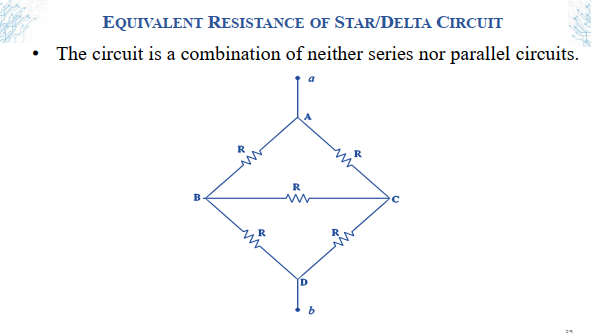 EQUIVALENT RESISTANCE OF STAR/DELTA CIRCUIT
• The circuit is a combination of neither series nor parallel circuits.
a
A
R
R
R
B
C
R
R
D
b